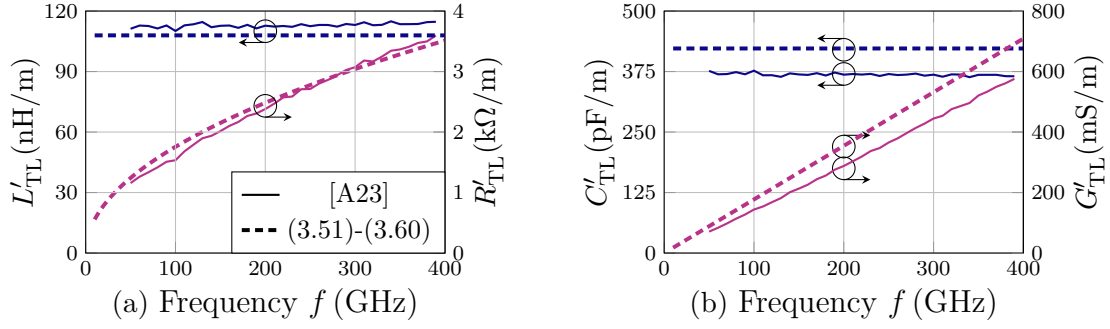 120
90
60
30
0
L′TL (nH/m)
4
3
2
1
0
R′TL (kΩ/m)
[A23]
(3.51)-(3.60)
0 100 200 300 400
(a) Frequency f (GHz)
500
375
250
125
0
C′TL (pF/m)
800
600
400
200
0
G′TL (mS/m)
0 100 200 300 400
(b) Frequency f (GHz)